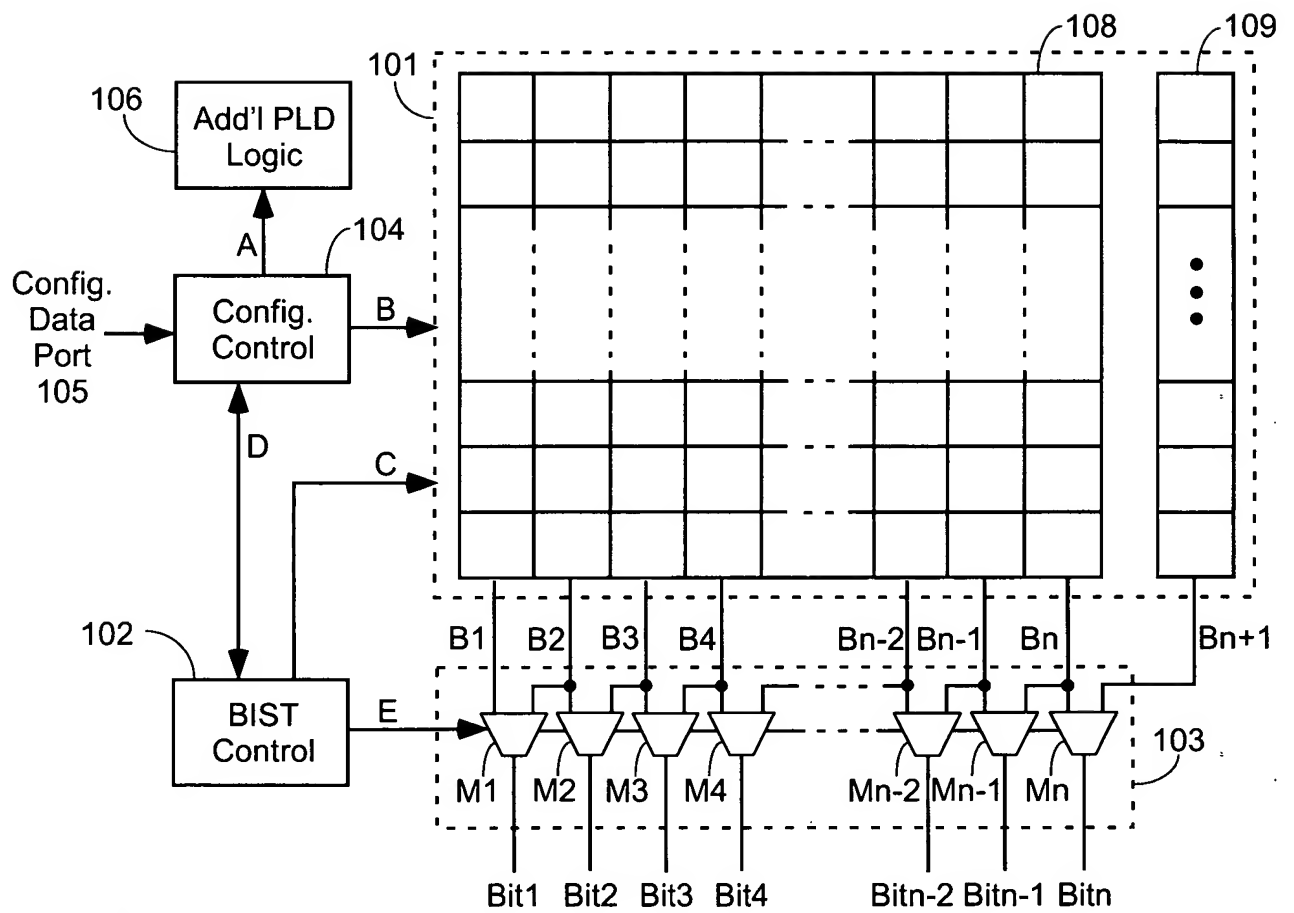 108
109
101
106
Add'l PLD
Logic
A
104
Config.
Data
Port
105
Config.
Control
B
D
C
102
B1
B2
B3
B4
Bn-2
Bn-1
Bn
Bn+1
BIST
Control
E
103
M1
M2
M3
M4
Mn-2
Mn-1
Mn
Bit1
Bit2
Bit3
Bit4
Bitn-2
Bitn-1
Bitn